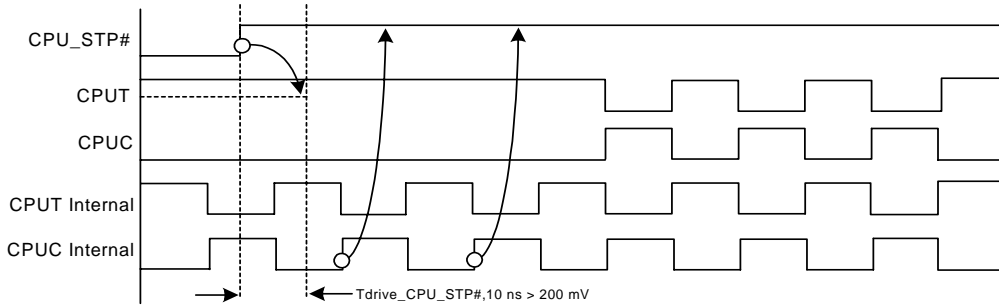 CPU_STP#
CPUT
CPUC
CPUT Internal
CPUC Internal
Tdrive_CPU_STP#,10 ns > 200 mV